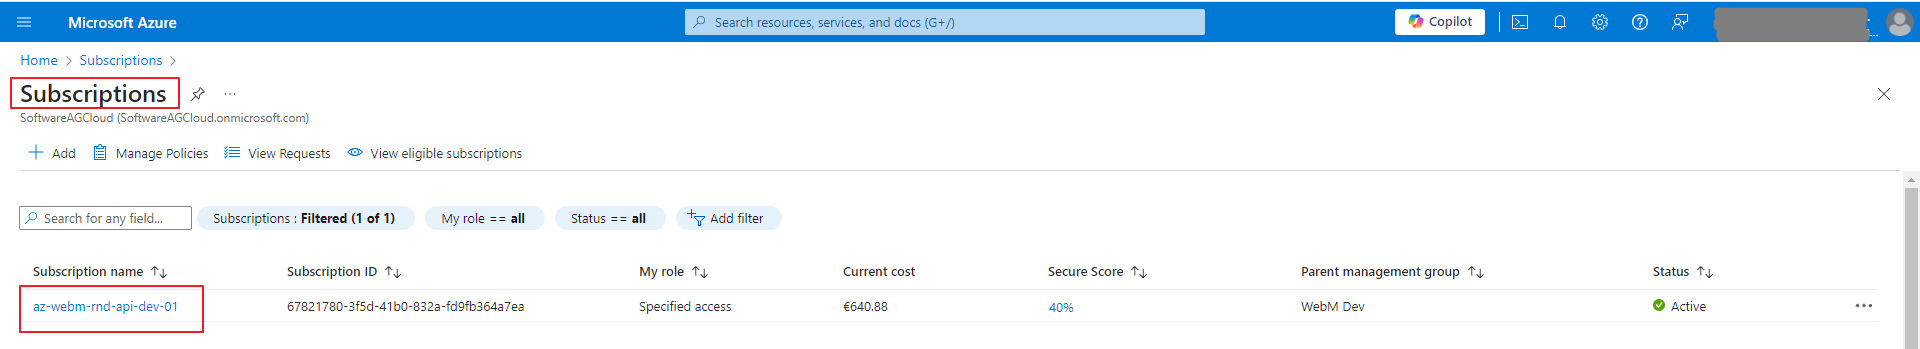 Microsoft Azure Search resources, services, and docs (G+/) Copilot
Home > Subscriptions >
Subscriptions ...
SoftwareAGCloud (SoftwareAGCloud.onmicrosoft.com)
+ Add Manage Policies View Requests View eligible subscriptions
Search for any field... Subscriptions : Filtered (1 of 1) My role == all Status == all Add filter
Subscription name ↑↓ Subscription ID ↑↓ My role ↑↓ Current cost Secure Score ↑↓ Parent management group ↑↓ Status ↑↓
az-webm-rnd-api-dev-01 67821780-3f5d-41b0-832a-fd9fb364a7ea Specified access €640.88 40% WebM Dev Active ...